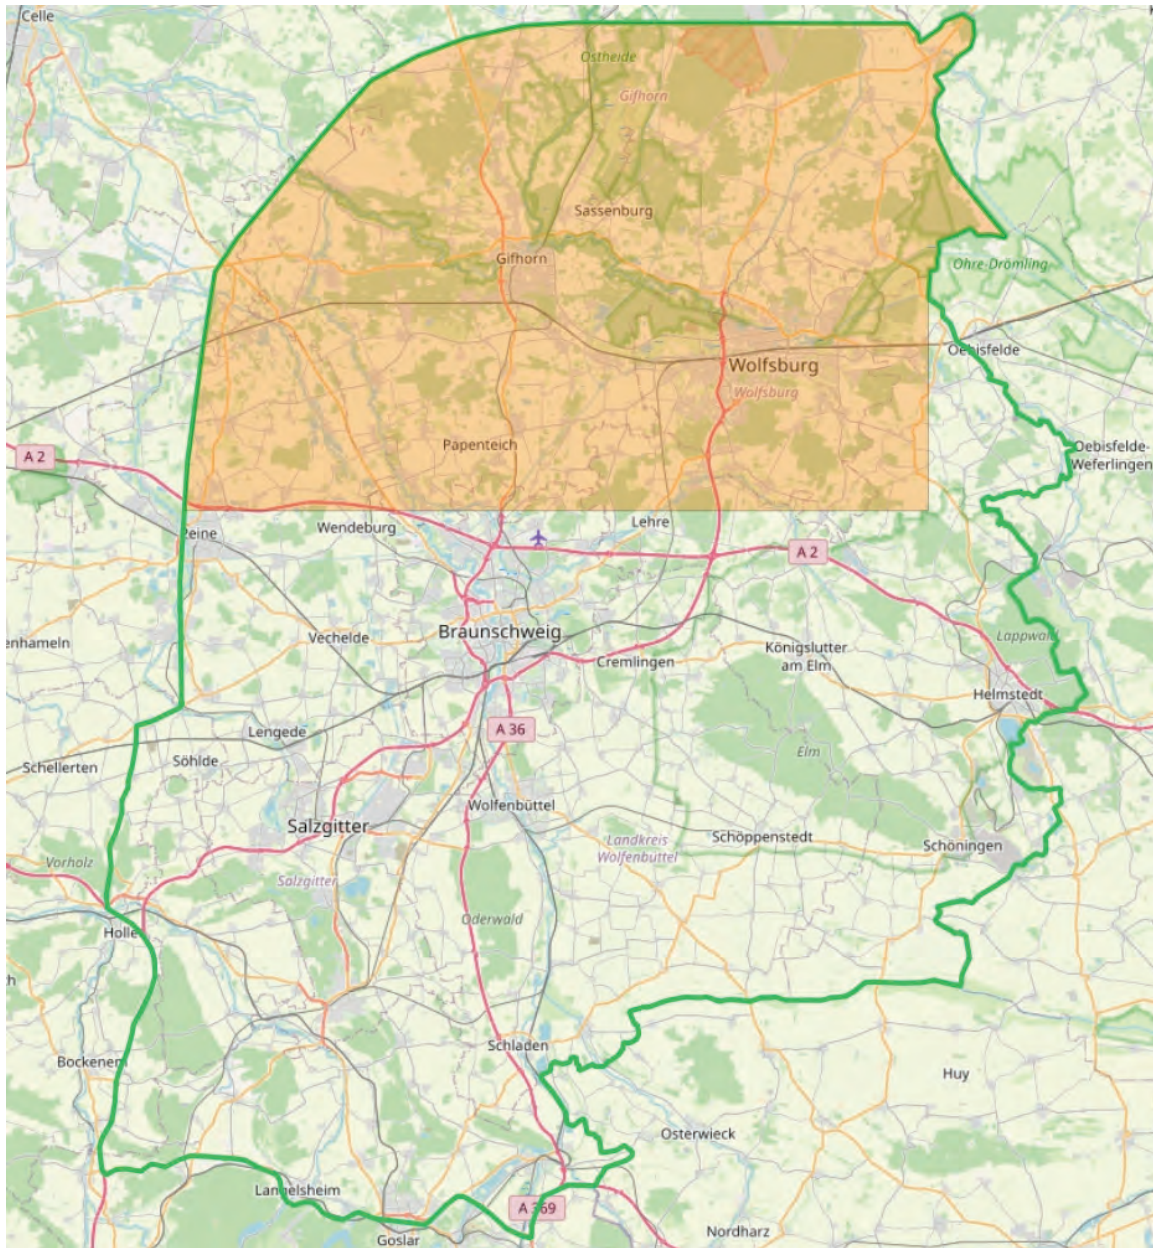 Celle
Ostheide
Gifhorn
Sassenburg
Gifhorn
Ohre-Drömling
Oebisfelde
Wolfsburg
Wolfsburg
Papenteich
A 2
Oebisfelde-
Weferlingen
Wendeburg
Lehre
Peine
A 2
Braunschweig
Vechelde
enhameln
Cremlingen
Königslutter
am Elm
Lappwald
Helmstedt
A 36
Lengede
Söhlde
Schellerten
Elm
Wolfenbüttel
Salzgitter
Landkreis
Wolfenbüttel
Schöppenstedt
Schöningen
Vorholz
Salzgitter
Oderwald
Holle
h
Schladen
Bockenem
Huy
Osterwieck
Langelsheim
A 369
Nordharz
Goslar